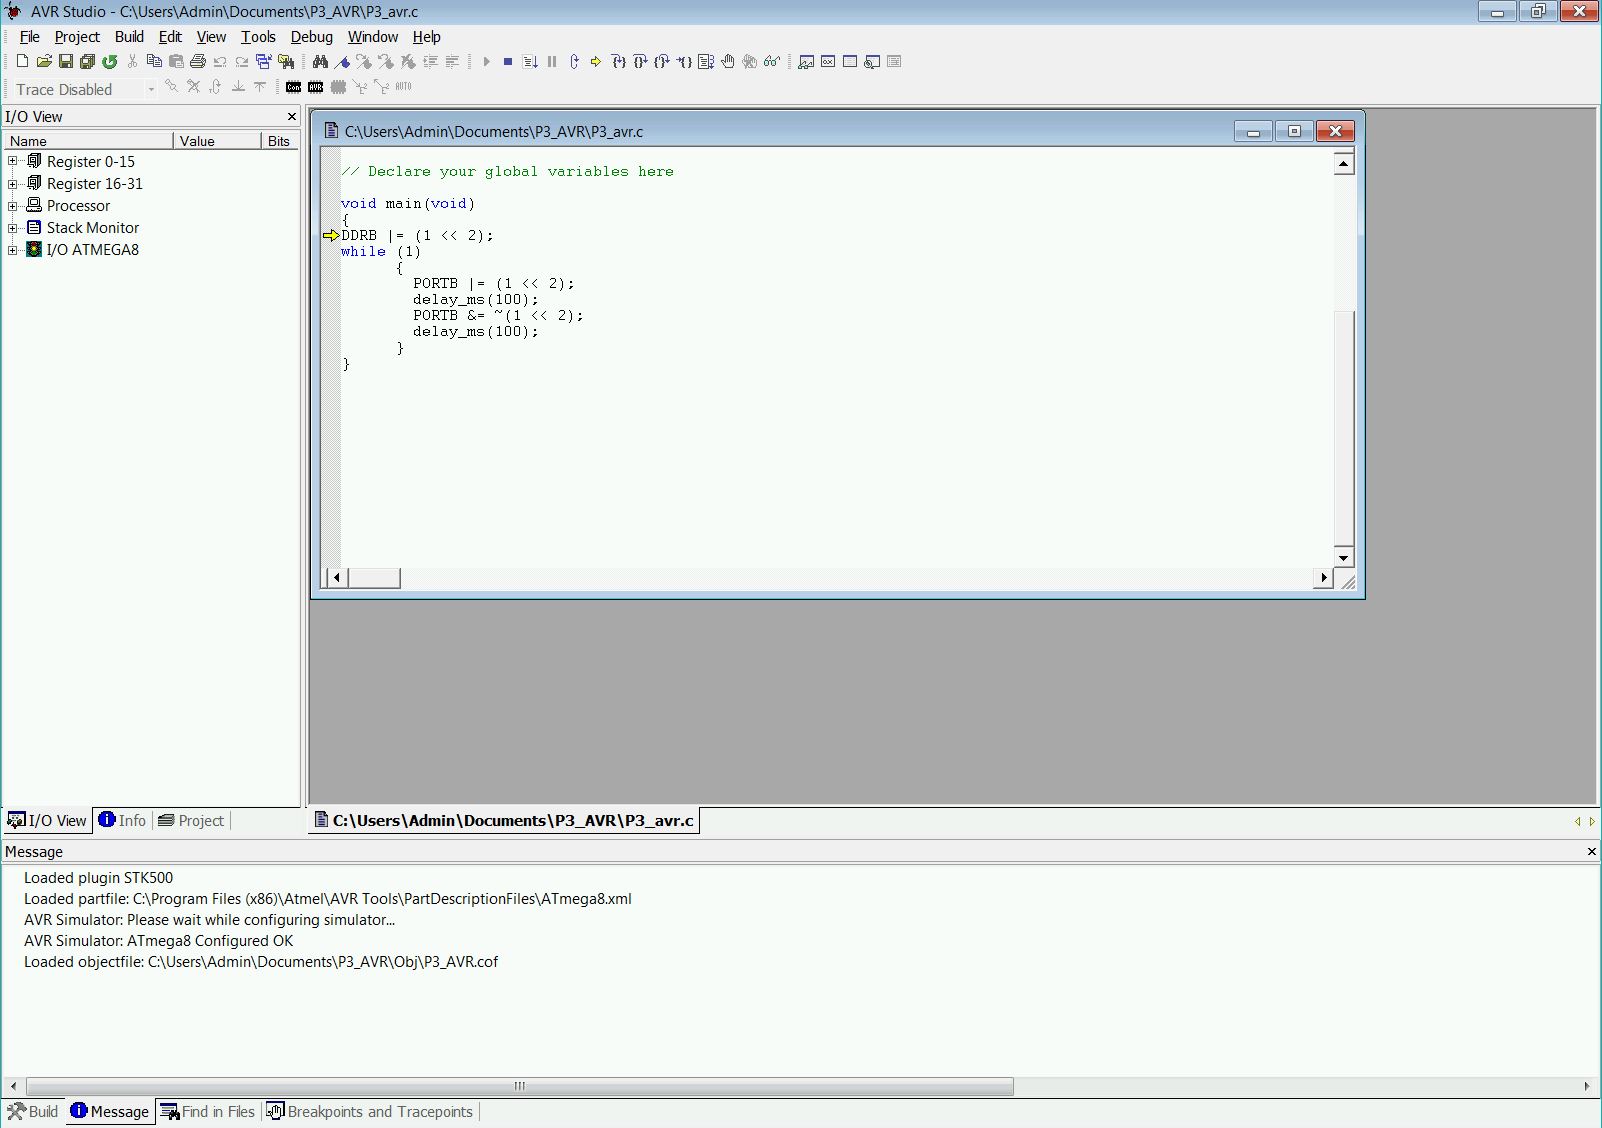 AVR Studio - C:\Users\Admin\Documents\P3_AVR\P3_avr.c
File Project Build Edit View Tools Debug Window Help
Trace Disabled
Con AVR AUTO
I/O View
Name Value Bits
Register 0-15
Register 16-31
Processor
Stack Monitor
I/O ATMEGA8
C:\Users\Admin\Documents\P3_AVR\P3_avr.c
// Declare your global variables here
void main(void)
{
DDRB |= (1 << 2);
while (1)
{
PORTB |= (1 << 2);
delay_ms(100);
PORTB &= ~(1 << 2);
delay_ms(100);
}
}
I/O View Info Project
C:\Users\Admin\Documents\P3_AVR\P3_avr.c
Message
Loaded plugin STK500
Loaded partfile: C:\Program Files (x86)\Atmel\AVR Tools\PartDescriptionFiles\ATmega8.xml
AVR Simulator: Please wait while configuring simulator...
AVR Simulator: ATmega8 Configured OK
Loaded objectfile: C:\Users\Admin\Documents\P3_AVR\Obj\P3_AVR.cof
Build Message Find in Files Breakpoints and Tracepoints